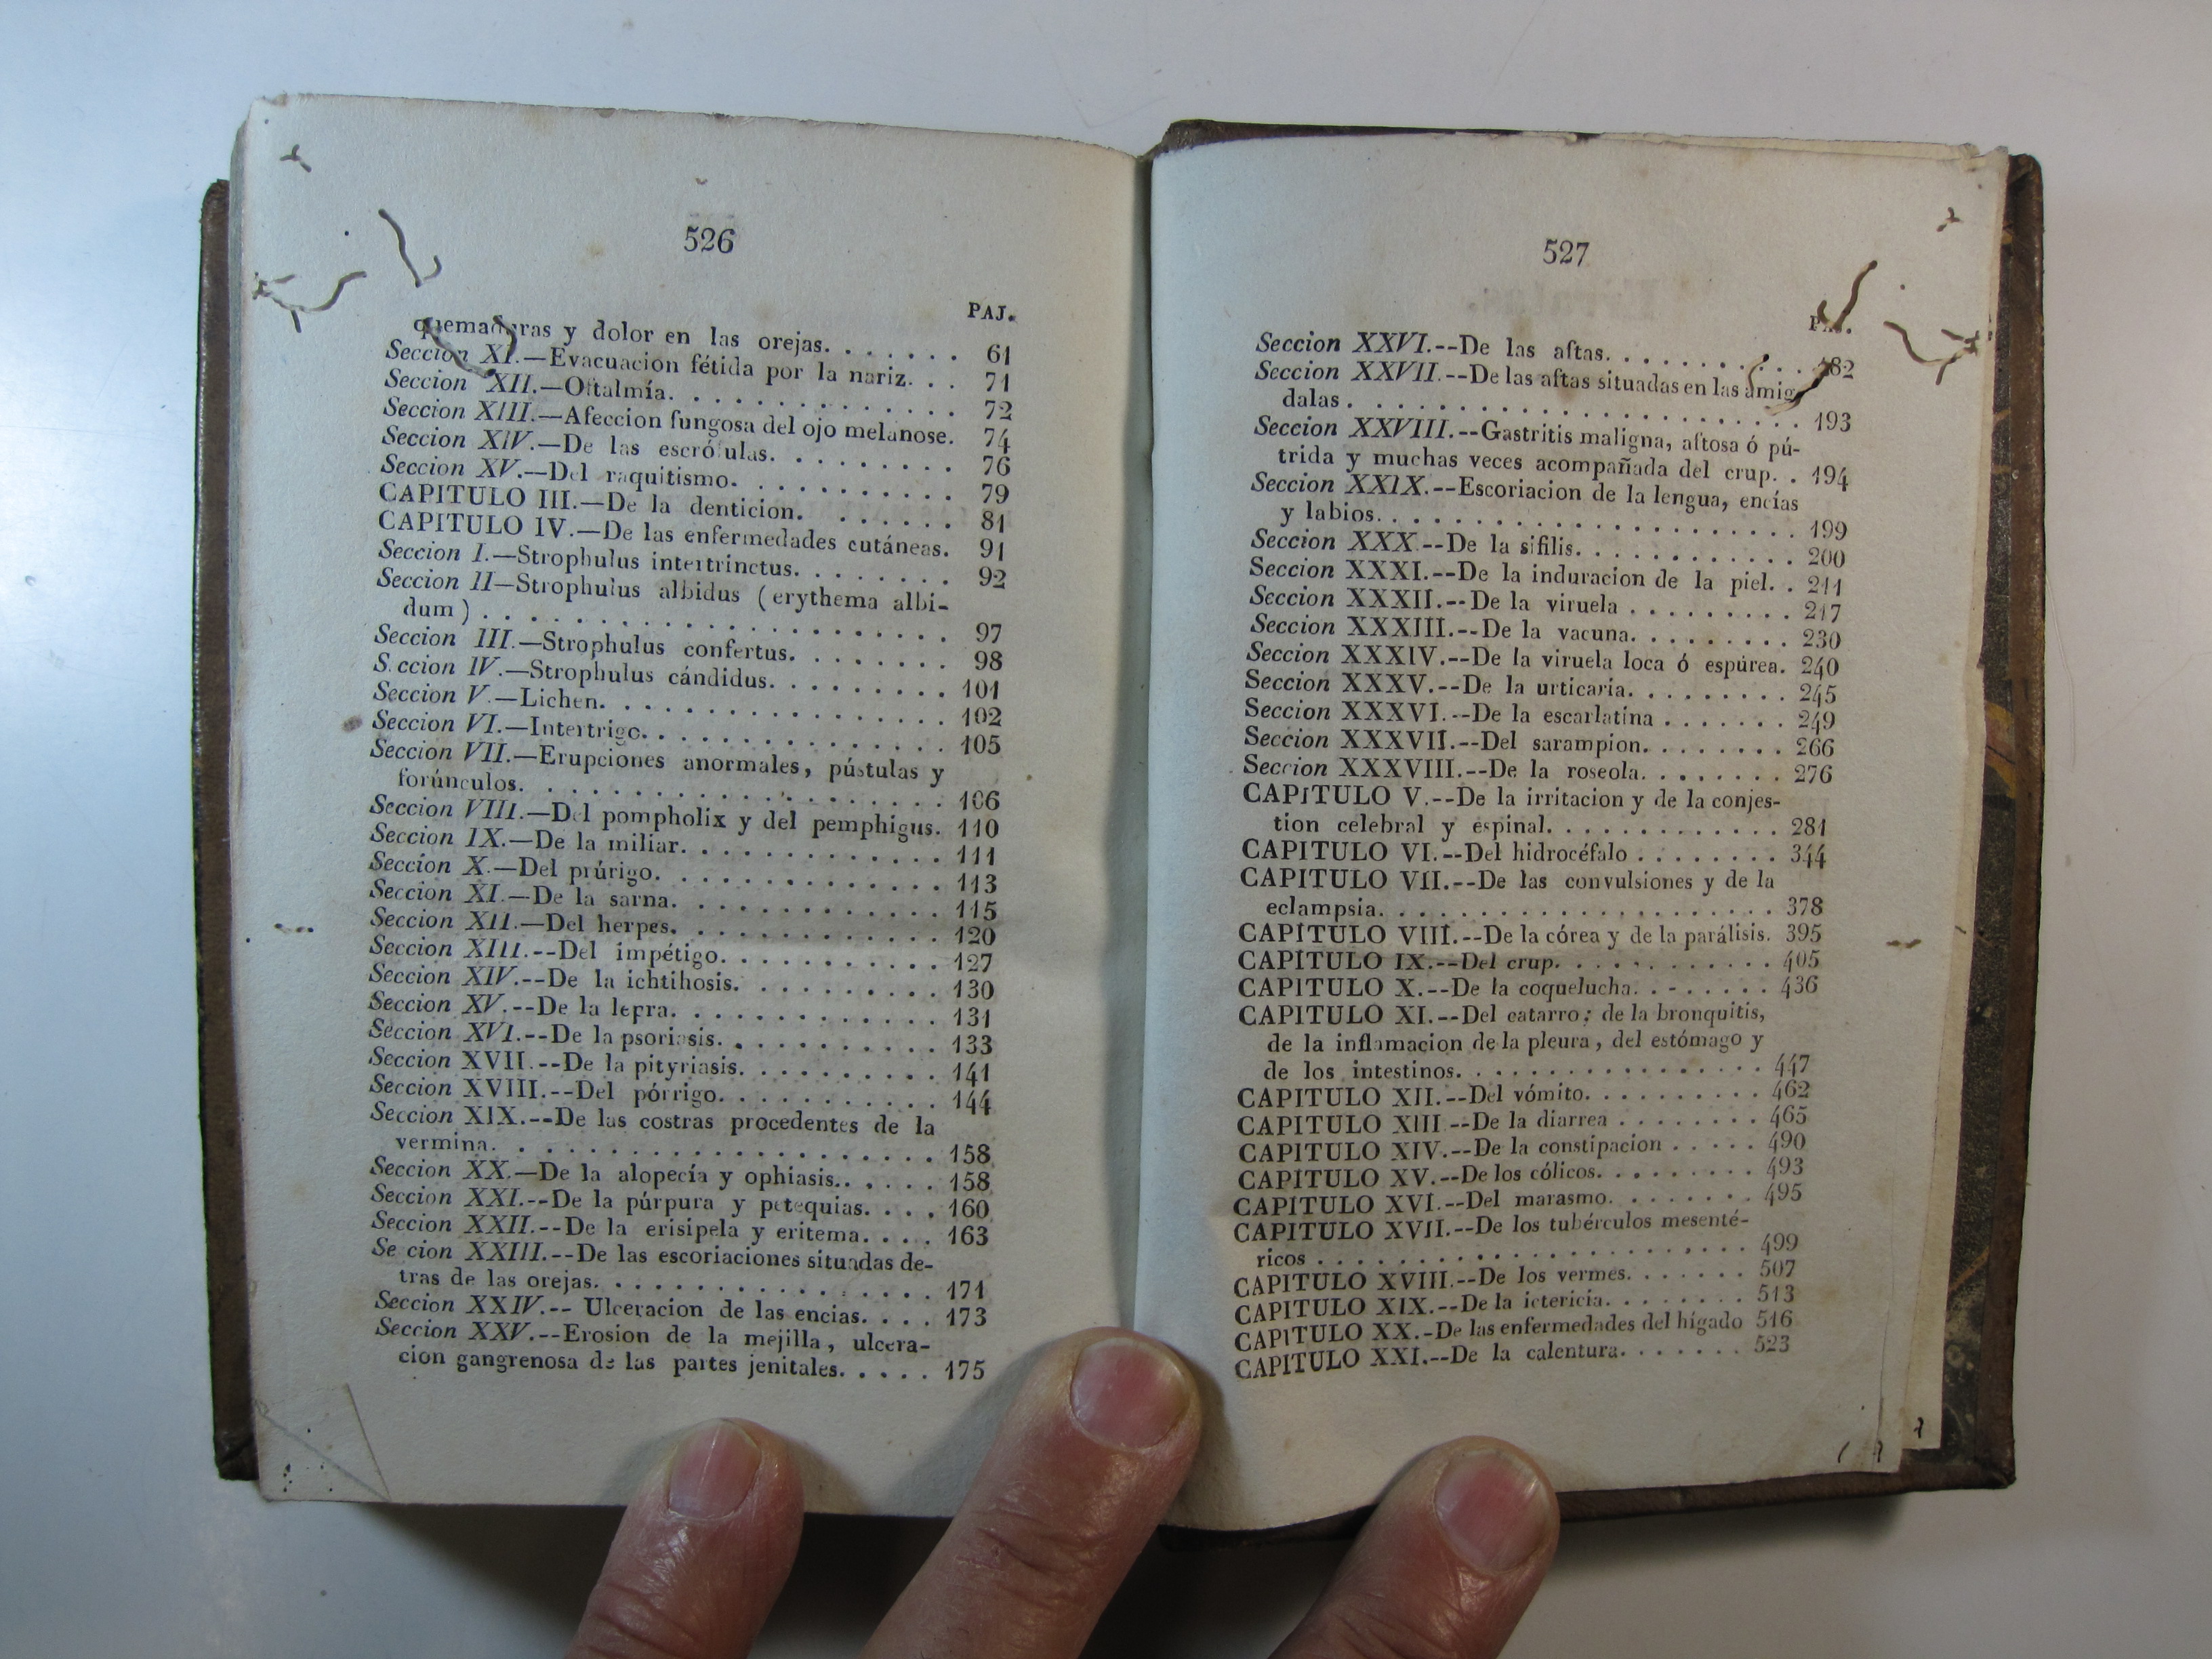 526
PAJ.
quemaduras y dolor en las orejas. . . . . . . 61
Seccion XI.—Evacuacion fétida por la nariz. . . 71
Seccion XII.—Oftalmía. . . . . . . . . . . . . 72
Seccion XIII.—Afeccion fungosa del ojo melanose. 74
Seccion XIV.—De las escrófulas. . . . . . . . . 76
Seccion XV.—Del raquitismo. . . . . . . . . . . 79
CAPITULO III.—De la denticion. . . . . . . 81
CAPITULO IV.—De las enfermedades cutáneas. 91
Seccion I.—Strophulus intertrinctus. . . . . . . . 92
Seccion II—Strophulus albidus (erythema albi-
dum) . . . . . . . . . . . . . . . . . . . . 97
Seccion III.—Strophulus confertus. . . . . . . . 98
Seccion IV.—Strophulus cándidus. . . . . . . . . 101
Seccion V.—Lichen. . . . . . . . . . . . . . . 102
Seccion VI.—Intertrigo. . . . . . . . . . . . . 105
Seccion VII.—Erupciones anormales, pústulas y
forúnculos. . . . . . . . . . . . . . . . . 106
Seccion VIII.—Del pompholix y del pemphigus. 110
Seccion IX.—De la miliar. . . . . . . . . . . . 111
Seccion X.—Del prúrigo. . . . . . . . . . . . . 113
Seccion XI.—De la sarna. . . . . . . . . . . . 115
Seccion XII.—Del herpes. . . . . . . . . . . . 120
Seccion XIII.--Del impétigo. . . . . . . . . . . 127
Seccion XIV.--De la ichtihosis. . . . . . . . . . 130
Seccion XV.--De la lepra. . . . . . . . . . . . 131
Seccion XVI.--De la psoriasis. . . . . . . . . . 133
Seccion XVII.--De la pityriasis. . . . . . . . . . 141
Seccion XVIII.--Del pórrigo. . . . . . . . . . . 144
Seccion XIX.--De las costras procedentes de la
vermina. . . . . . . . . . . . . . . . . . . 158
Seccion XX.—De la alopecía y ophiasis.. . . . . 158
Seccion XXI.--De la púrpura y petequias. . . . 160
Seccion XXII.--De la erisipela y eritema. . . . 163
Seccion XXIII.--De las escoriaciones situadas de-
tras de las orejas. . . . . . . . . . . . . . . 171
Seccion XXIV.-- Ulceracion de las encias. . . . 173
Seccion XXV.--Erosion de la mejilla, ulcera-
cion gangrenosa de las partes jenitales. . . . . 175
527
Seccion XXVI.--De las aftas. . . . . . . . . . . 182
Seccion XXVII.--De las aftas situadas en las amig
dalas . . . . . . . . . . . . . . . . . . . . 193
Seccion XXVIII.--Gastritis maligna, aftosa ó pú-
trida y muchas veces acompañada del crup. . 194
Seccion XXIX.--Escoriacion de la lengua, encías
y labios. . . . . . . . . . . . . . . . . . . 199
Seccion XXX.--De la sifilis. . . . . . . . . . . . 200
Seccion XXXI.--De la induracion de la piel. . 211
Seccion XXXII.--De la viruela . . . . . . . . . 217
Seccion XXXIII.--De la vacuna. . . . . . . . . 230
Seccion XXXIV.--De la viruela loca ó espúrea. 240
Seccion XXXV.--De la urticaria. . . . . . . . . 245
Seccion XXXVI.--De la escarlatina . . . . . . . 249
Seccion XXXVII.--Del sarampion. . . . . . . . 266
Seccion XXXVIII.--De la roseola. . . . . . . . 276
CAPITULO V.--De la irritacion y de la conjes-
tion celebral y espinal. . . . . . . . . . . . 281
CAPITULO VI.--Del hidrocéfalo . . . . . . . . 344
CAPITULO VII.--De las convulsiones y de la
eclampsia. . . . . . . . . . . . . . . . . . . 378
CAPITULO VIII.--De la córea y de la parálisis. 395
CAPITULO IX.--Del crup. . . . . . . . . . . . 405
CAPITULO X.--De la coquelucha. . . . . . . . 436
CAPITULO XI.--Del catarro; de la bronquitis,
de la inflamacion de la pleura, del estómago y
de los intestinos. . . . . . . . . . . . . . . . 447
CAPITULO XII.--Del vómito. . . . . . . . . . 462
CAPITULO XIII --De la diarrea . . . . . . . . 465
CAPITULO XIV.--De la constipacion . . . . . 490
CAPITULO XV.--De los cólicos. . . . . . . . . 493
CAPITULO XVI.--Del marasmo. . . . . . . . 495
CAPITULO XVII.--De los tubérculos mesenté-
ricos . . . . . . . . . . . . . . . . . . . . . 499
CAPITULO XVIII.--De los vermes. . . . . . . 507
CAPITULO XIX.--De la ictericia. . . . . . . . 513
CAPITULO XX.-De las enfermedades del hígado 516
CAPITULO XXI.--De la calentura. . . . . . . 523